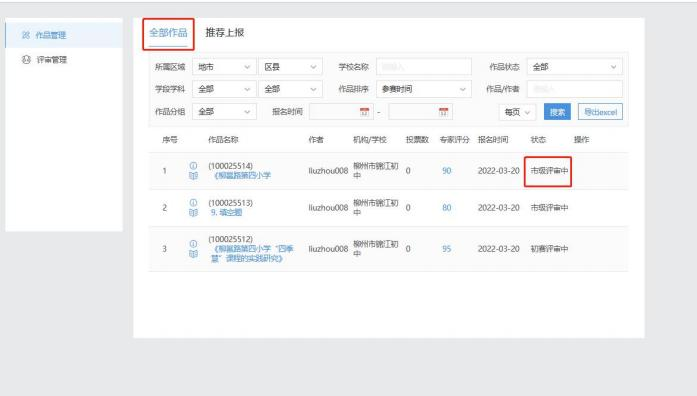 作品管理
评审管理
全部作品 推荐上报
所属区域 地市 区县 学校名称 请输入 作品状态 全部
学段学科 全部 全部 作品排序 参赛时间 作品/作者 请输入
作品分组 全部 报名时间 - 每页 搜索 导出excel
序号 作品名称 作者 机构/学校 投票数 专家评分 报名时间 状态 操作
1 (100025514) 《柳邕路第四小学 liuzhou008 柳州市锦江初中 0 90 2022-03-20 市级评审中
2 (100025513) 9. 填空题 liuzhou008 柳州市锦江初中 0 80 2022-03-20 市级评审中
3 (100025512) 《柳邕路第四小学“四季慧”课程的实践研究》 liuzhou008 柳州市锦江初中 0 95 2022-03-20 初赛评审中